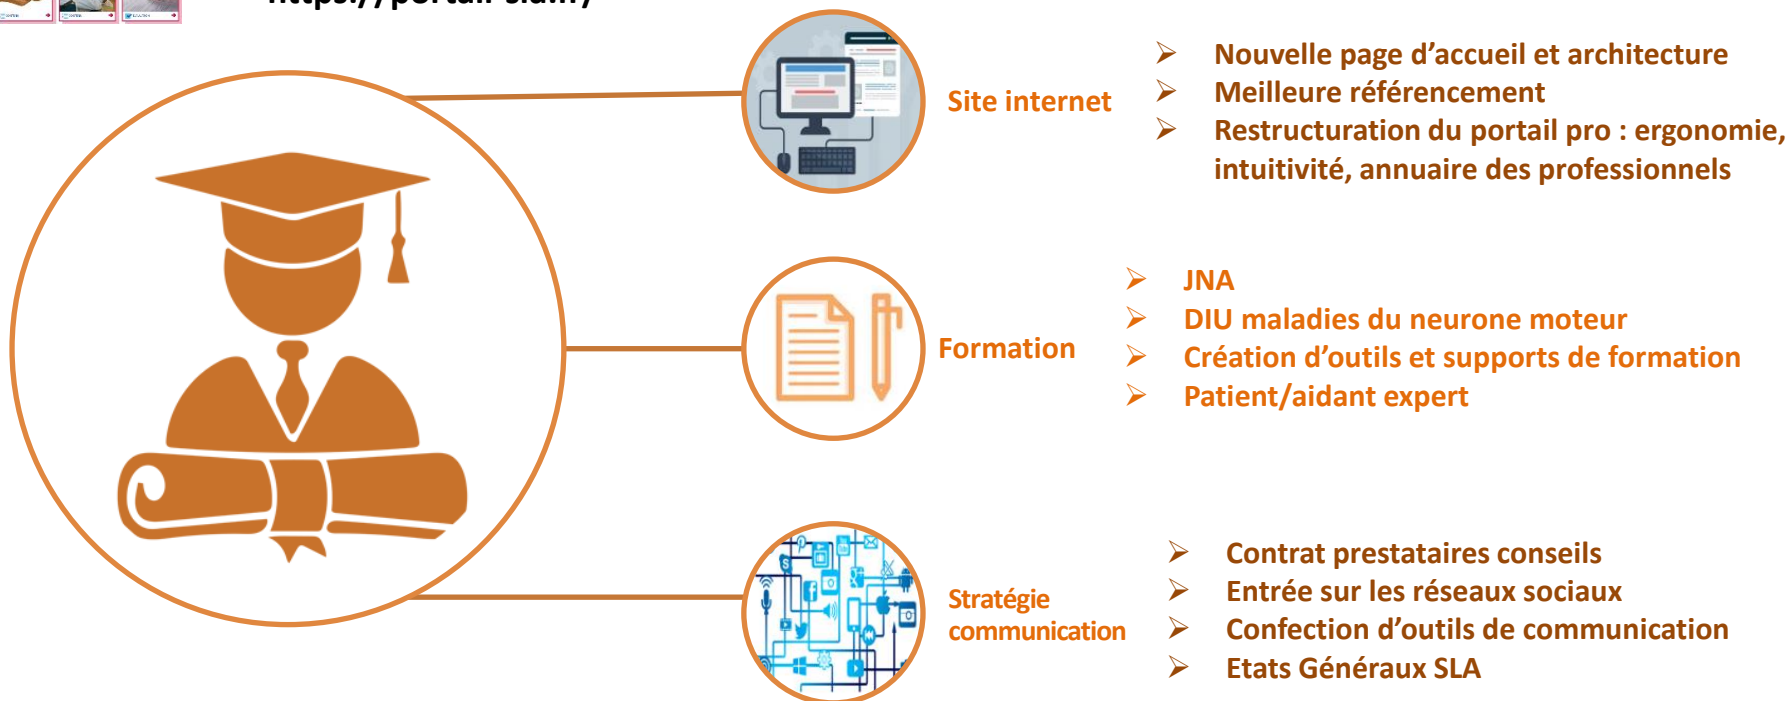 Site internet
➢ Nouvelle page d'accueil et architecture
➢ Meilleure référencement
➢ Restructuration du portail pro : ergonomie,
intuitivité, annuaire des professionnels
Formation
➢ JNA
➢ DIU maladies du neurone moteur
➢ Création d'outils et supports de formation
➢ Patient/aidant expert
Stratégie
communication
➢ Contrat prestataires conseils
➢ Entrée sur les réseaux sociaux
➢ Confection d'outils de communication
➢ Etats Généraux SLA